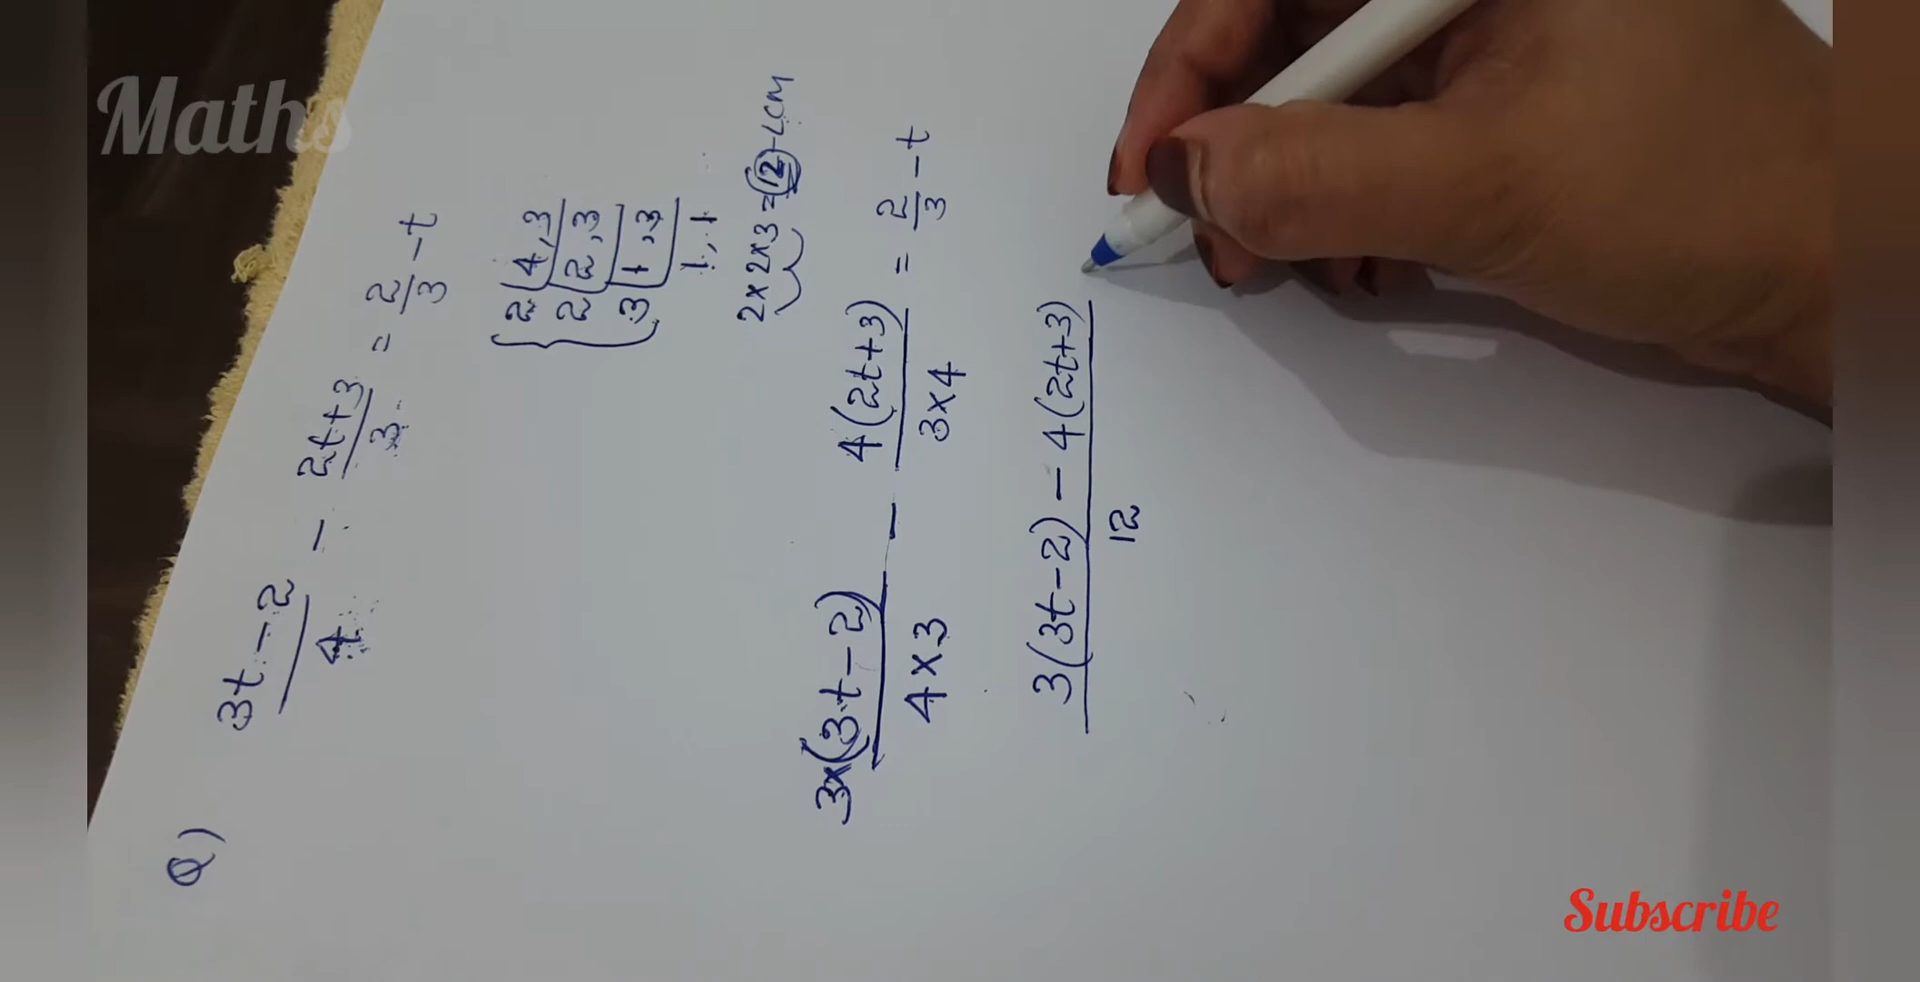 Maths
Q) 3t-2/4 - 2t+3/3 = 2/3 - t
2 | 4,3
2 | 2,3
3 | 1,3
1,1
2×2×3=12-LCM
3×(3t-2)/4×3 - 4(2t+3)/3×4 = 2/3 - t
3(3t-2)-4(2t+3)/12
Subscribe